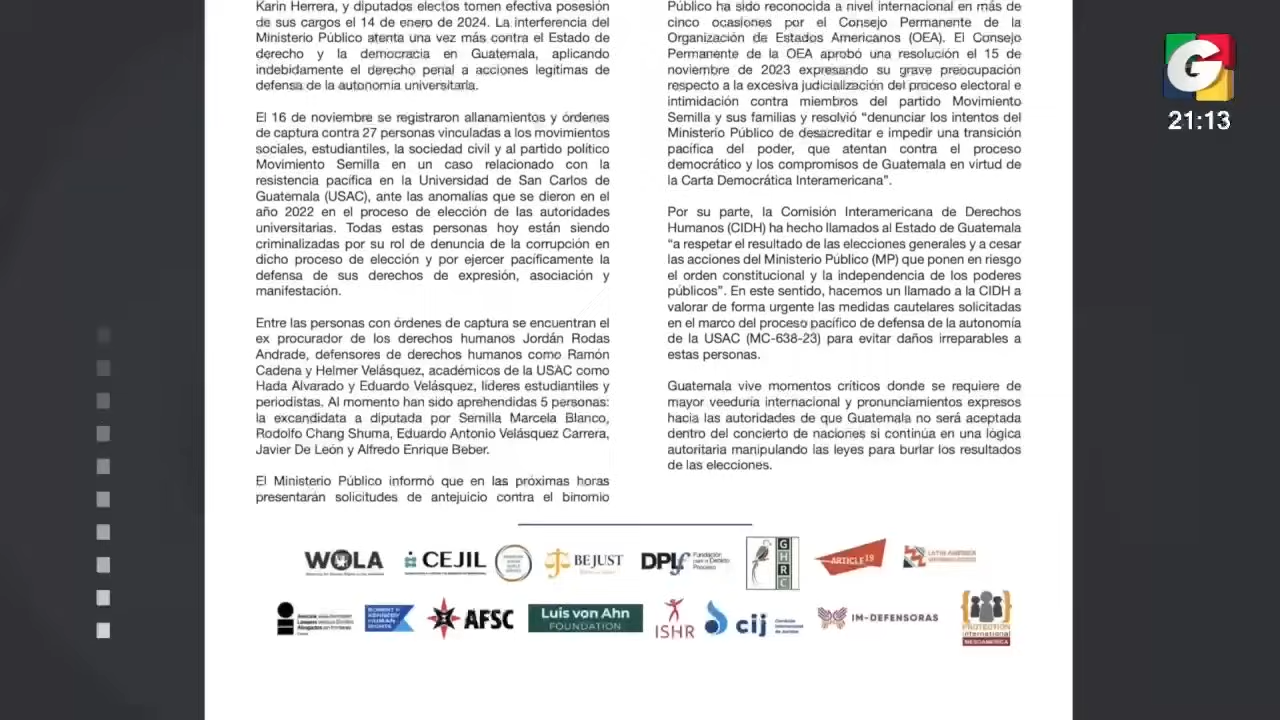 Karin Herrera, y diputados electos tomen efectiva posesión
de sus cargos el 14 de enero de 2024. La interferencia del
Ministerio Público atenta una vez más contra el Estado de
derecho y la democracia en Guatemala, aplicando
indebidamente el derecho penal a acciones legítimas de
defensa de la autonomía universitaria.
El 16 de noviembre se registraron allanamientos y órdenes
de captura contra 27 personas vinculadas a los movimientos
sociales, estudiantiles, la sociedad civil y al partido político
Movimiento Semilla en un caso relacionado con la
resistencia pacífica en la Universidad de San Carlos de
Guatemala (USAC), ante las anomalías que se dieron en el
año 2022 en el proceso de elección de las autoridades
universitarias. Todas estas personas hoy están siendo
criminalizadas por su rol de denuncia de la corrupción en
dicho proceso de elección y por ejercer pacíficamente la
defensa de sus derechos de expresión, asociación y
manifestación.
Entre las personas con órdenes de captura se encuentran el
ex procurador de los derechos humanos Jordán Rodas
Andrade, defensores de derechos humanos como Ramón
Cadena y Helmer Velásquez, académicos de la USAC como
Hada Alvarado y Eduardo Velásquez, líderes estudiantiles y
periodistas. Al momento han sido aprehendidas 5 personas:
la excandidata a diputada por Semilla Marcela Blanco,
Rodolfo Chang Shuma, Eduardo Antonio Velásquez Carrera,
Javier De León y Alfredo Enrique Beber.
El Ministerio Público informó que en las próximas horas
presentarán solicitudes de antejuicio contra el binomio
Público ha sido reconocida a nivel internacional en más de
cinco ocasiones por el Consejo Permanente de la
Organización de Estados Americanos (OEA). El Consejo
Permanente de la OEA aprobó una resolución el 15 de
noviembre de 2023 expresando su grave preocupación
respecto a la excesiva judicialización del proceso electoral e
intimidación contra miembros del partido Movimiento
Semilla y sus familias y resolvió “denunciar los intentos del
Ministerio Público de desacreditar e impedir una transición
pacífica del poder, que atentan contra el proceso
democrático y los compromisos de Guatemala en virtud de
la Carta Democrática Interamericana”.
Por su parte, la Comisión Interamericana de Derechos
Humanos (CIDH) ha hecho llamados al Estado de Guatemala
“a respetar el resultado de las elecciones generales y a cesar
las acciones del Ministerio Público (MP) que ponen en riesgo
el orden constitucional y la independencia de los poderes
públicos”. En este sentido, hacemos un llamado a la CIDH a
valorar de forma urgente las medidas cautelares solicitadas
en el marco del proceso pacífico de defensa de la autonomía
de la USAC (MC-638-23) para evitar daños irreparables a
estas personas.
Guatemala vive momentos críticos donde se requiere de
mayor veeduría internacional y pronunciamientos expresos
hacia las autoridades de que Guatemala no será aceptada
dentro del concierto de naciones si continúa en una lógica
autoritaria manipulando las leyes para burlar los resultados
de las elecciones.
G
21:13
WOLA
CEJIL
BEJUST
DPLf
Fundación
para el Debido
Proceso
GHRC
ARTICLE 19
AFSC
Luis von Ahn
FOUNDATION
ISHR
cij
Comisión
Internacional
de Juristas
IM-DEFENSORAS
PROTECTION
international
MESOAMÉRICA